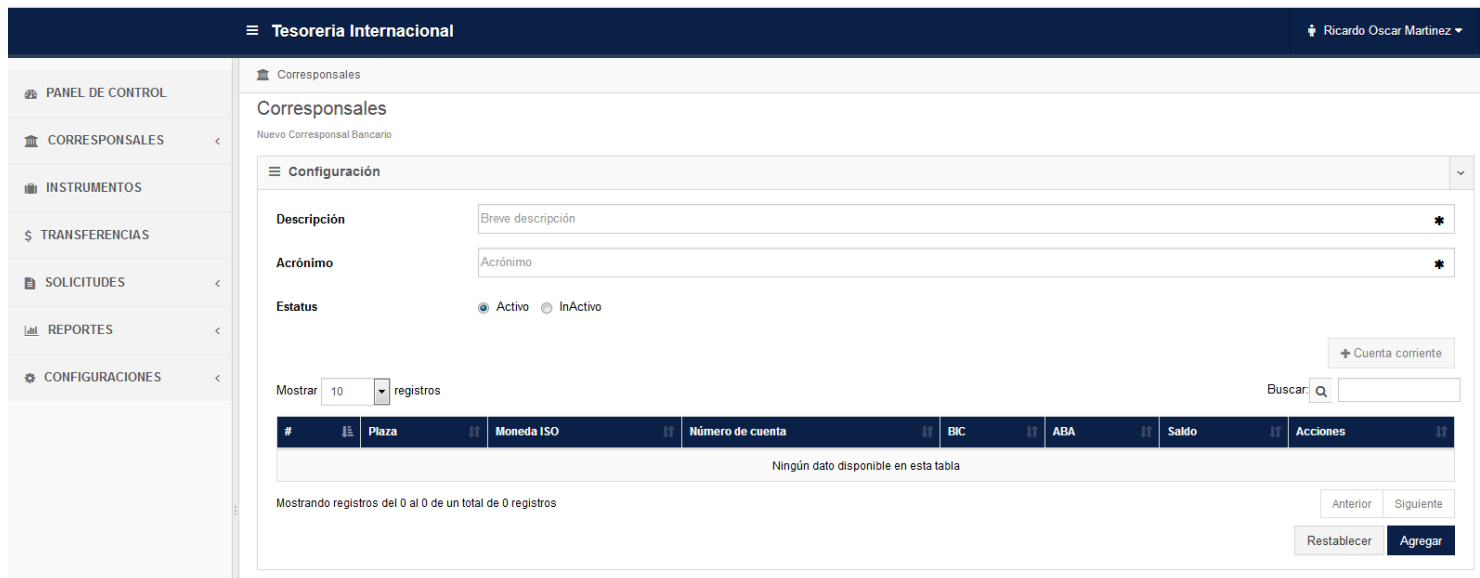 Tesoreria Internacional
Ricardo Oscar Martinez
PANEL DE CONTROL
CORRESPONSALES
INSTRUMENTOS
$ TRANSFERENCIAS
SOLICITUDES
REPORTES
CONFIGURACIONES
Corresponsales
Corresponsales
Nuevo Corresponsal Bancario
Configuración
Descripción Breve descripción *
Acrónimo Acrónimo *
Estatus Activo InActivo
+ Cuenta corriente
Mostrar 10 registros Buscar:
# Plaza Moneda ISO Número de cuenta BIC ABA Saldo Acciones
Ningún dato disponible en esta tabla
Mostrando registros del 0 al 0 de un total de 0 registros Anterior Siguiente
Restablecer Agregar